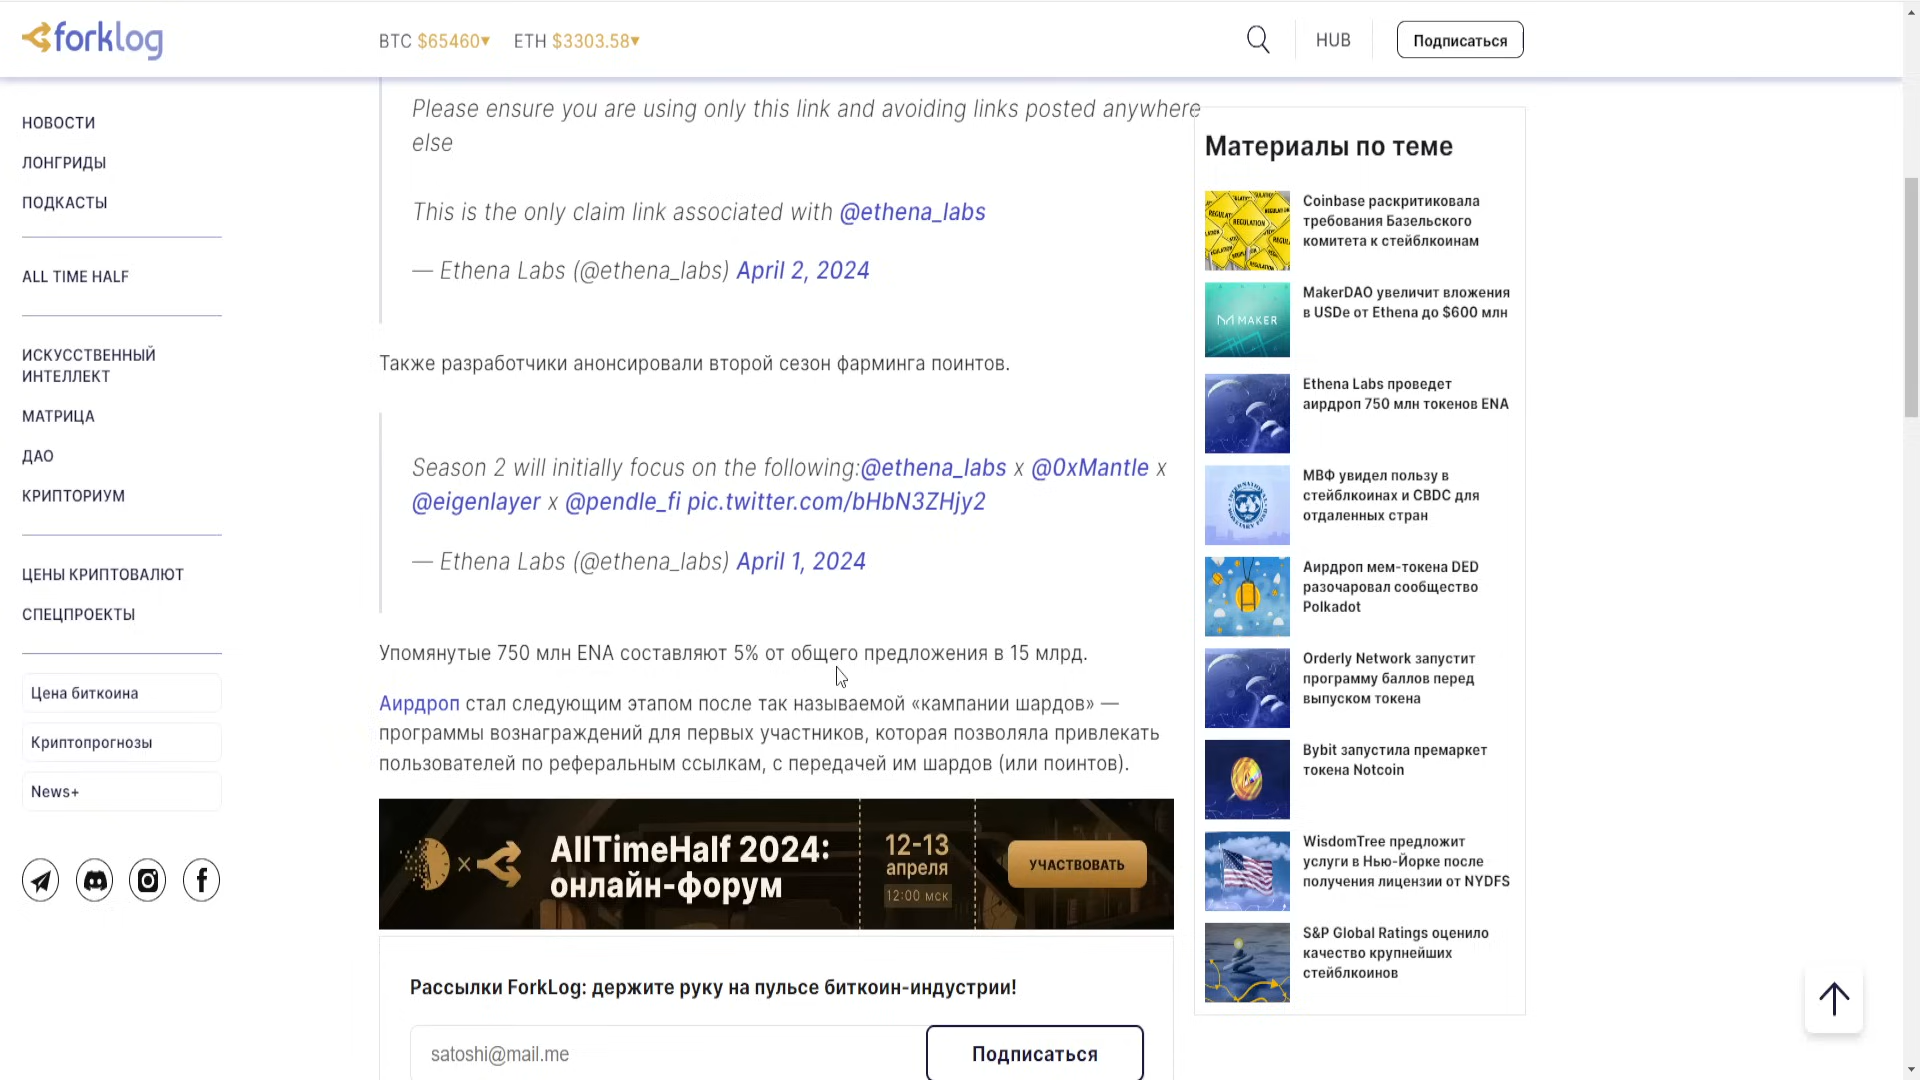 forklog
BTC $65460▾ ETH $3303.58▾
HUB
Подписаться
НОВОСТИ
ЛОНГРИДЫ
ПОДКАСТЫ
ALL TIME HALF
ИСКУССТВЕННЫЙ
ИНТЕЛЛЕКТ
МАТРИЦА
ДАО
КРИПТОРИУМ
ЦЕНЫ КРИПТОВАЛЮТ
СПЕЦПРОЕКТЫ
Цена биткоина
Криптопрогнозы
News+
Please ensure you are using only this link and avoiding links posted anywhere
else
This is the only claim link associated with @ethena_labs
— Ethena Labs (@ethena_labs) April 2, 2024
Также разработчики анонсировали второй сезон фарминга поинтов.
Season 2 will initially focus on the following:@ethena_labs x @0xMantle x
@eigenlayer x @pendle_fi pic.twitter.com/bHbN3ZHjy2
— Ethena Labs (@ethena_labs) April 1, 2024
Упомянутые 750 млн ENA составляют 5% от общего предложения в 15 млрд.
Аирдроп стал следующим этапом после так называемой «кампании шардов» —
программы вознаграждений для первых участников, которая позволяла привлекать
пользователей по реферальным ссылкам, с передачей им шардов (или поинтов).
AllTimeHalf 2024:
онлайн-форум
12-13
апреля
12:00 мск
УЧАСТВОВАТЬ
Рассылки ForkLog: держите руку на пульсе биткоин-индустрии!
satoshi@mail.me
Подписаться
Материалы по теме
REGULATION
Coinbase раскритиковала
требования Базельского
комитета к стейблкоинам
MAKER
MakerDAO увеличит вложения
в USDe от Ethena до $600 млн
Ethena Labs проведет
аирдроп 750 млн токенов ENA
МВФ увидел пользу в
стейблкоинах и CBDC для
отдаленных стран
Аирдроп мем-токена DED
разочаровал сообщество
Polkadot
Orderly Network запустит
программу баллов перед
выпуском токена
Bybit запустила премаркет
токена Notcoin
WisdomTree предложит
услуги в Нью-Йорке после
получения лицензии от NYDFS
S&P Global Ratings оценило
качество крупнейших
стейблкоинов